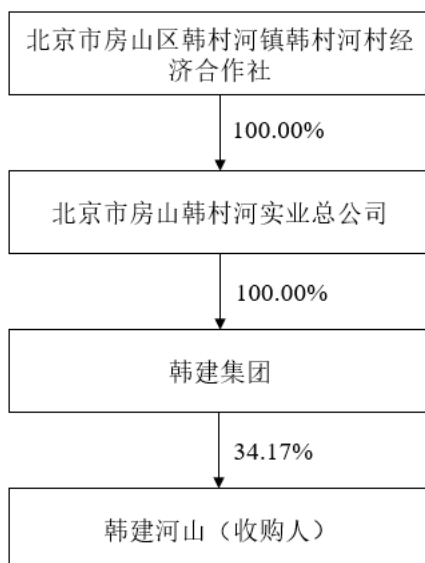 北京市房山区韩村河镇韩村河村经
济合作社
100.00%
北京市房山韩村河实业总公司
100.00%
韩建集团
34.17%
韩建河山（收购人）